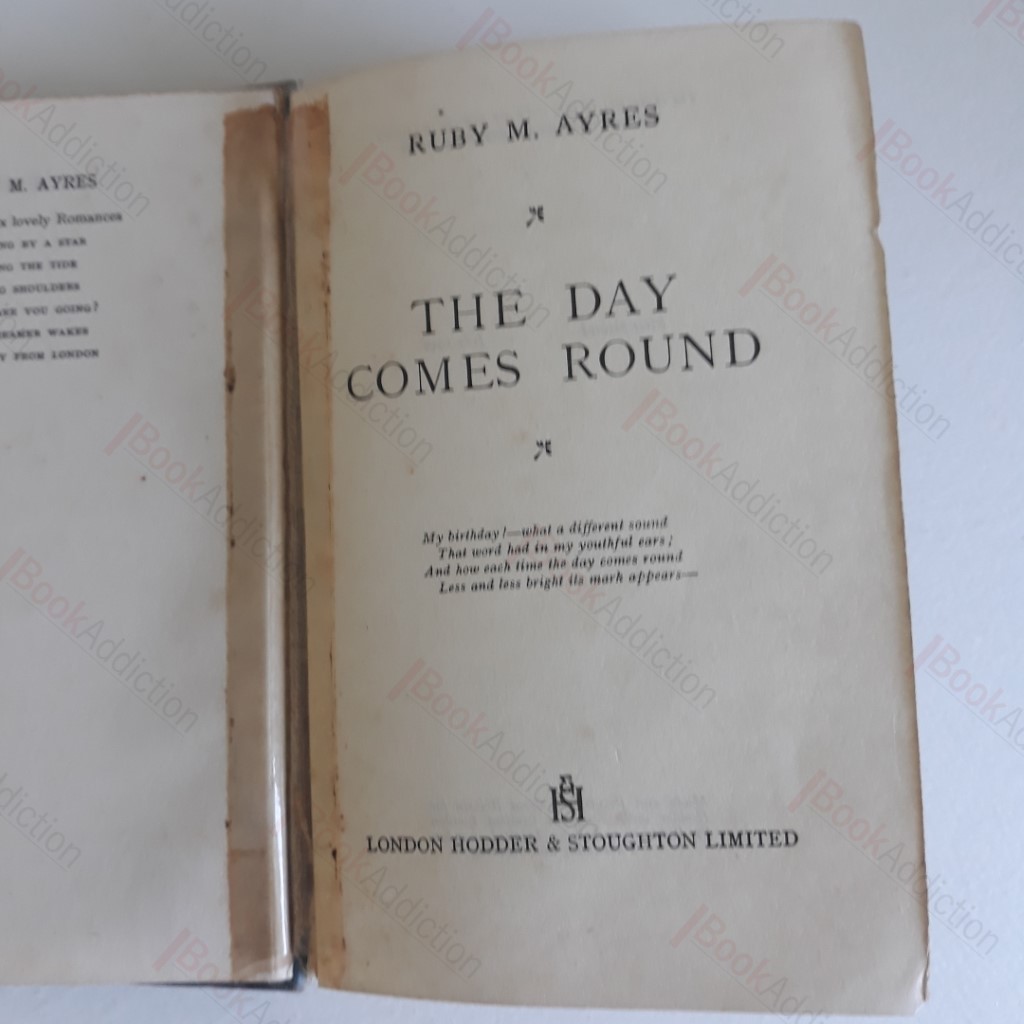 M. AYRES
lovely Romances
BY A STAR
THE TIDE
SHOULDERS
YOU GOING?
WAKES
FROM LONDON
RUBY M. AYRES
THE DAY
COMES ROUND
My birthday!—what a different sound
That word had in my youthful ears;
And how each time the day comes round
Less and less bright its mark appears—
HS
LONDON HODDER & STOUGHTON LIMITED
BookAddiction